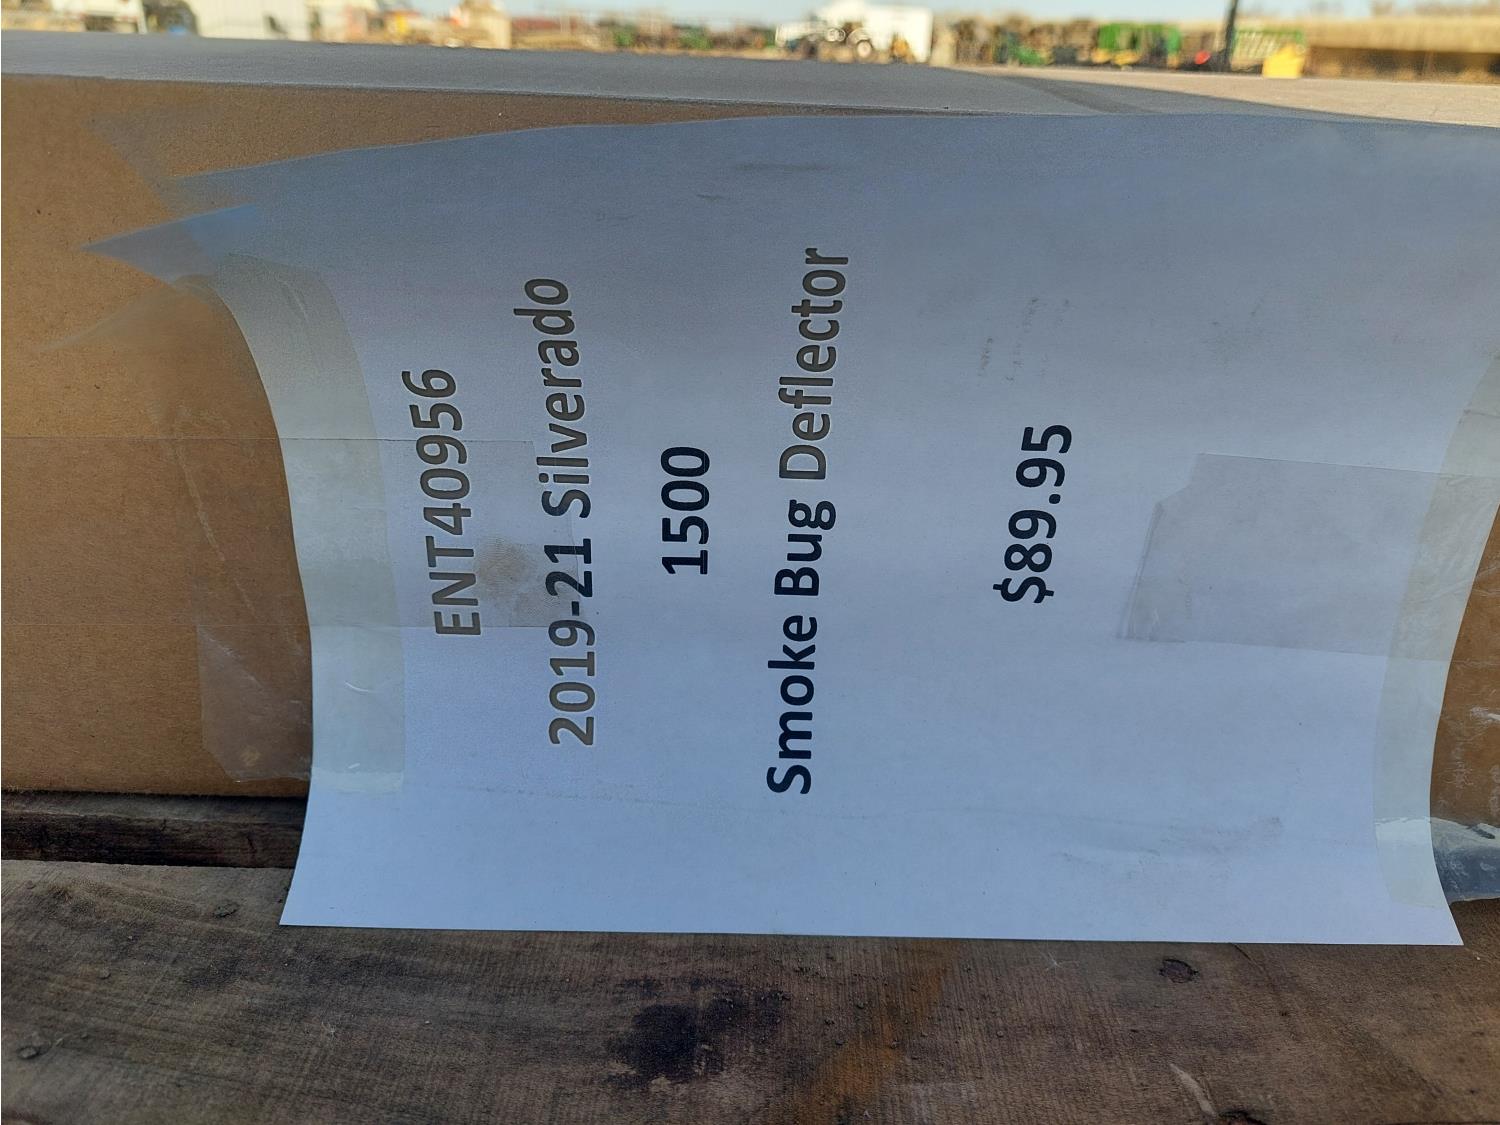 ENT40956
2019-21 Silverado
1500
Smoke Bug Deflector
$89.95